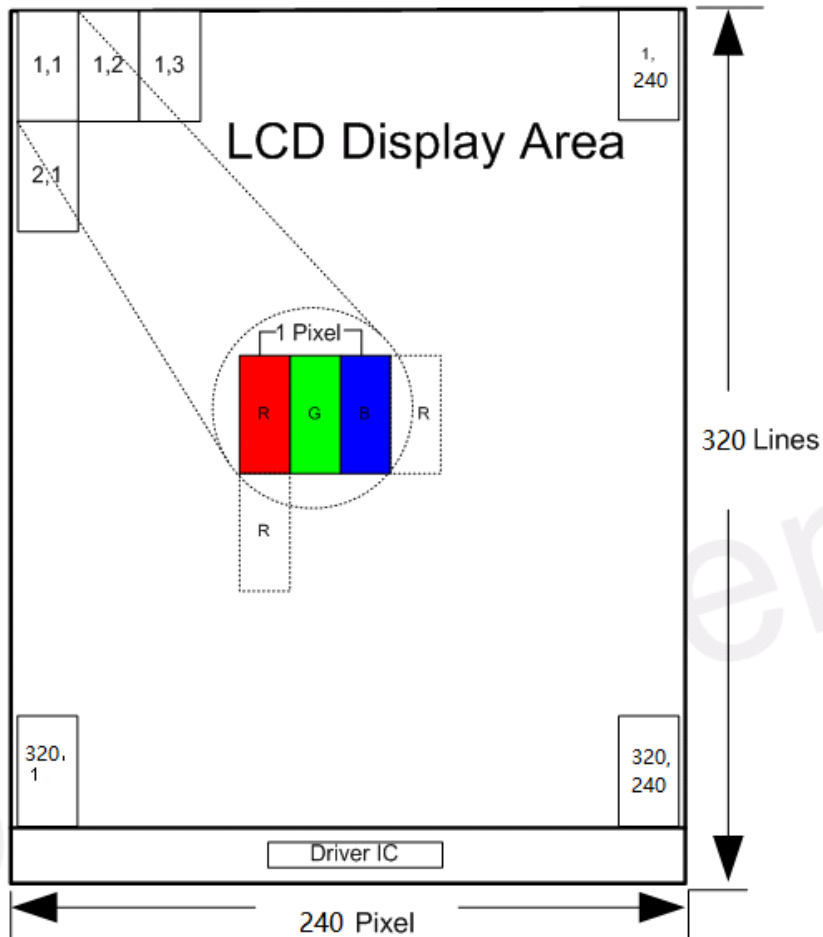 1,1
1,2
1,3
1,
240
2,1
LCD Display Area
1 Pixel
R
G
B
R
R
320 Lines
320,
1
320,
240
Driver IC
240 Pixel